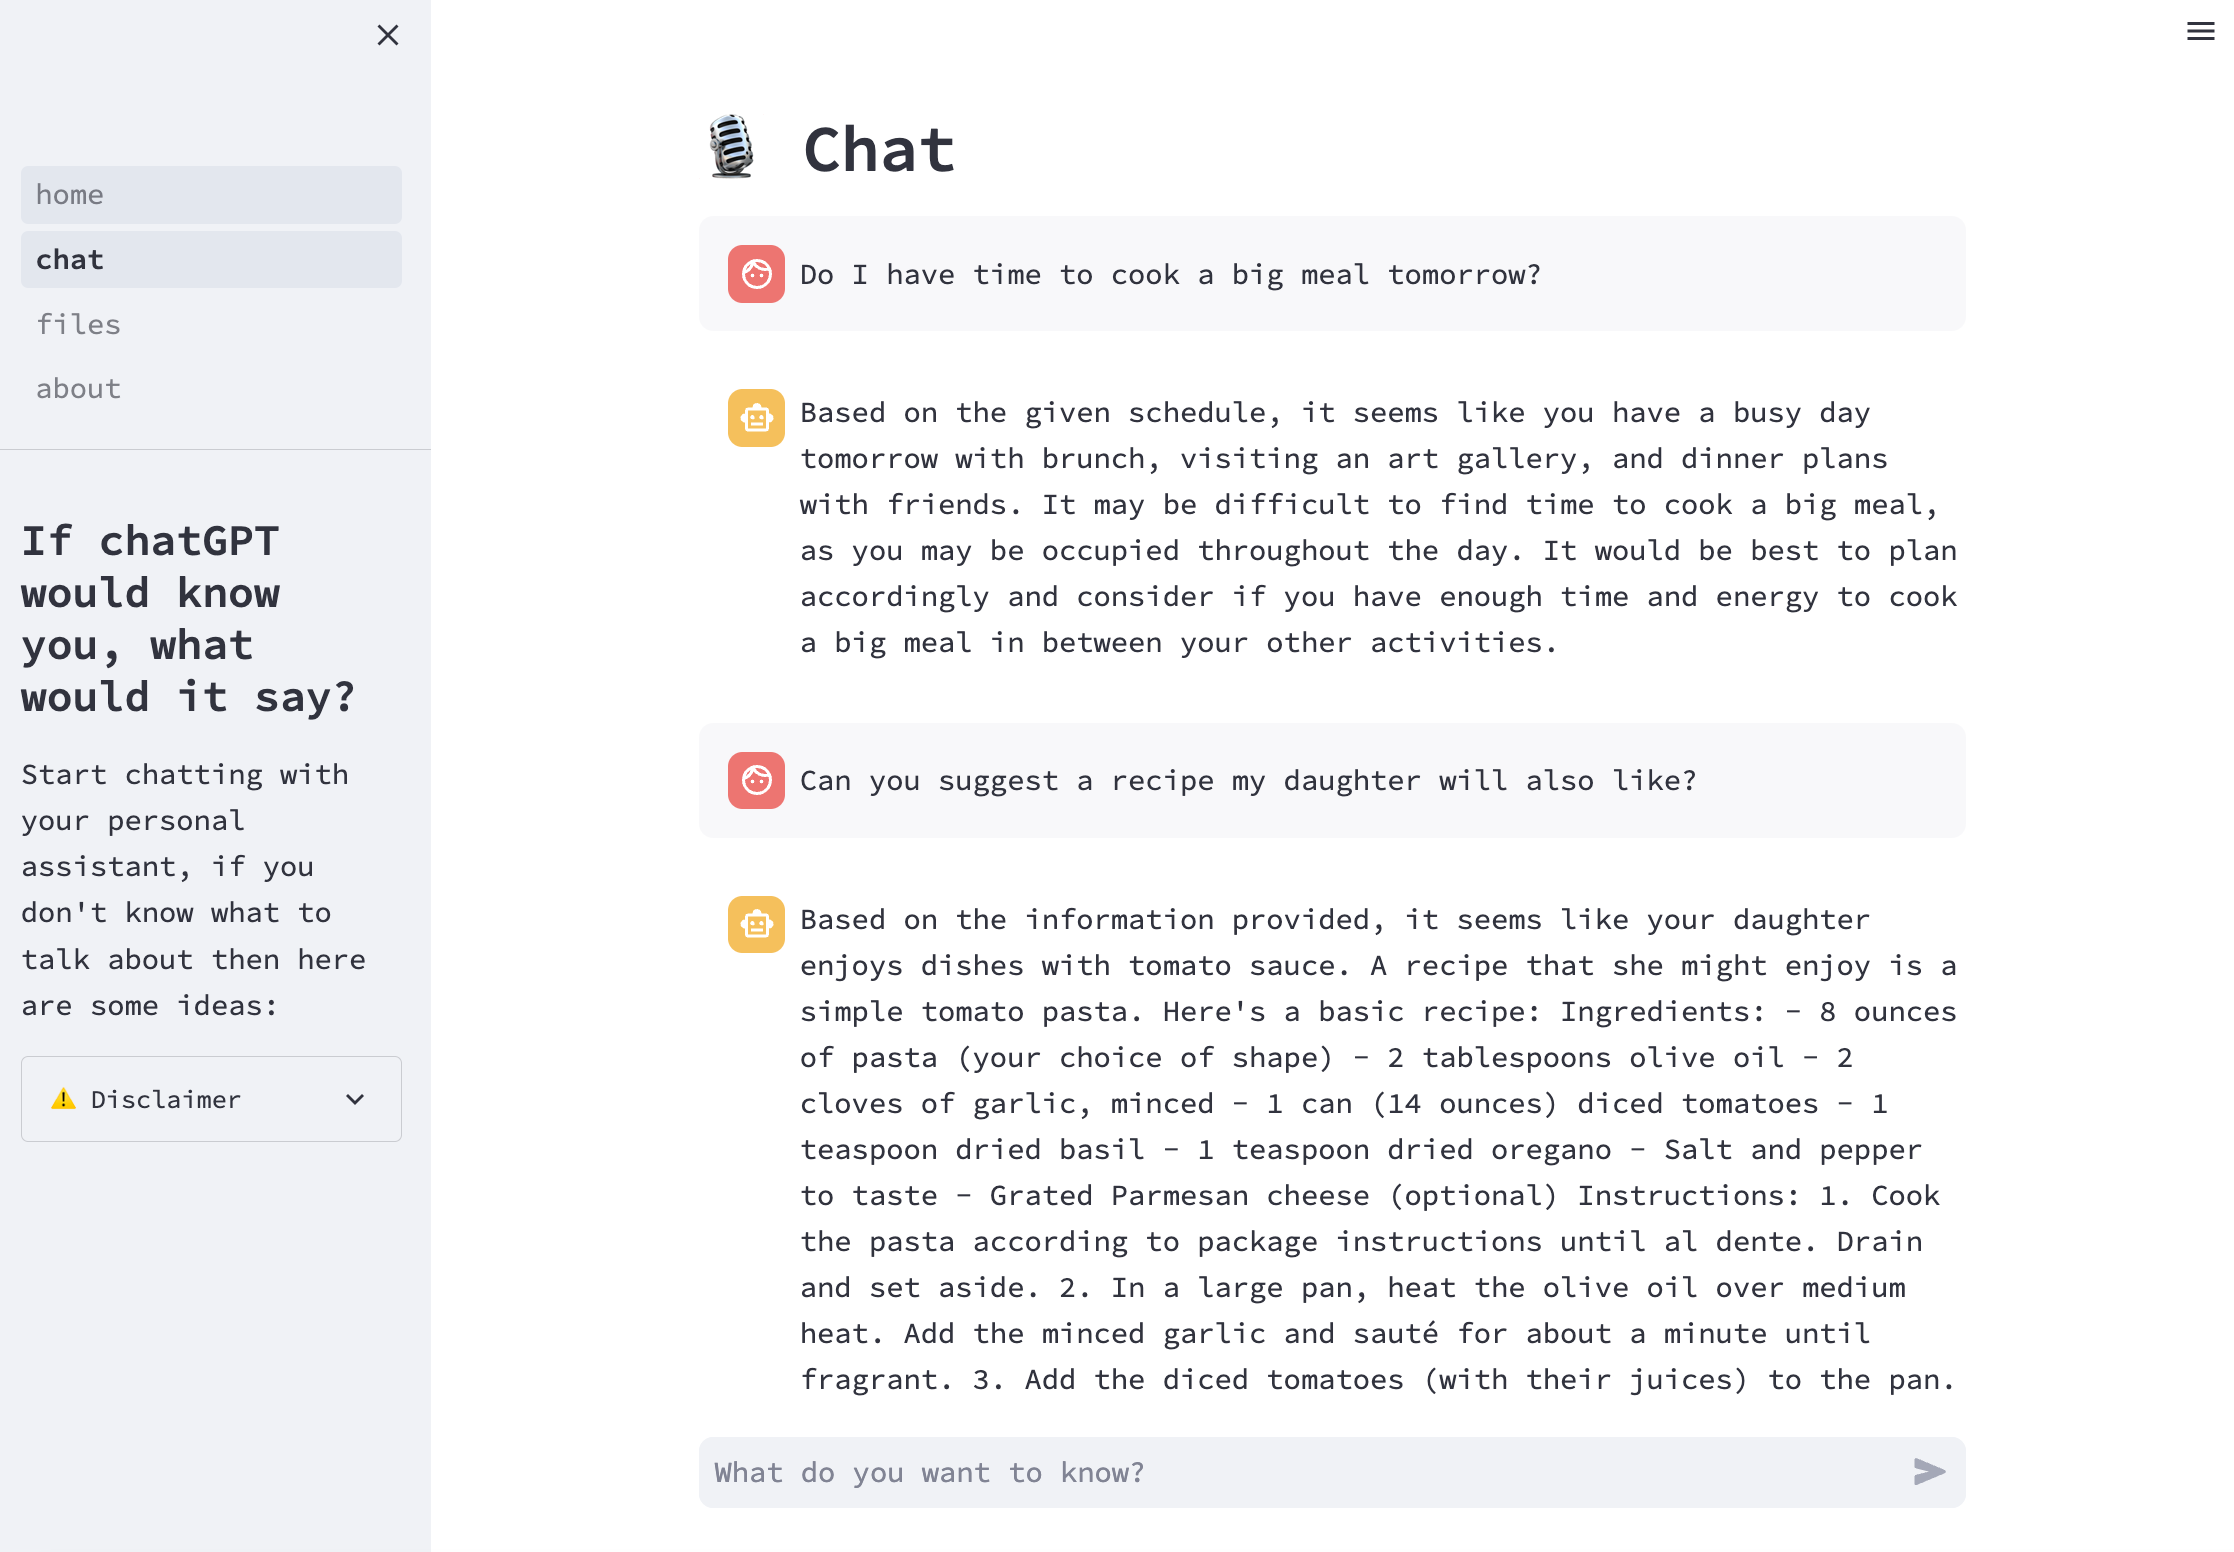 home
chat
files
about
If chatGPT
would know
you, what
would it say?
Start chatting with
your personal
assistant, if you
don't know what to
talk about then here
are some ideas:
Disclaimer
Chat
Do I have time to cook a big meal tomorrow?
Based on the given schedule, it seems like you have a busy day
tomorrow with brunch, visiting an art gallery, and dinner plans
with friends. It may be difficult to find time to cook a big meal,
as you may be occupied throughout the day. It would be best to plan
accordingly and consider if you have enough time and energy to cook
a big meal in between your other activities.
Can you suggest a recipe my daughter will also like?
Based on the information provided, it seems like your daughter
enjoys dishes with tomato sauce. A recipe that she might enjoy is a
simple tomato pasta. Here's a basic recipe: Ingredients: - 8 ounces
of pasta (your choice of shape) - 2 tablespoons olive oil - 2
cloves of garlic, minced - 1 can (14 ounces) diced tomatoes - 1
teaspoon dried basil - 1 teaspoon dried oregano - Salt and pepper
to taste - Grated Parmesan cheese (optional) Instructions: 1. Cook
the pasta according to package instructions until al dente. Drain
and set aside. 2. In a large pan, heat the olive oil over medium
heat. Add the minced garlic and sauté for about a minute until
fragrant. 3. Add the diced tomatoes (with their juices) to the pan.
What do you want to know?